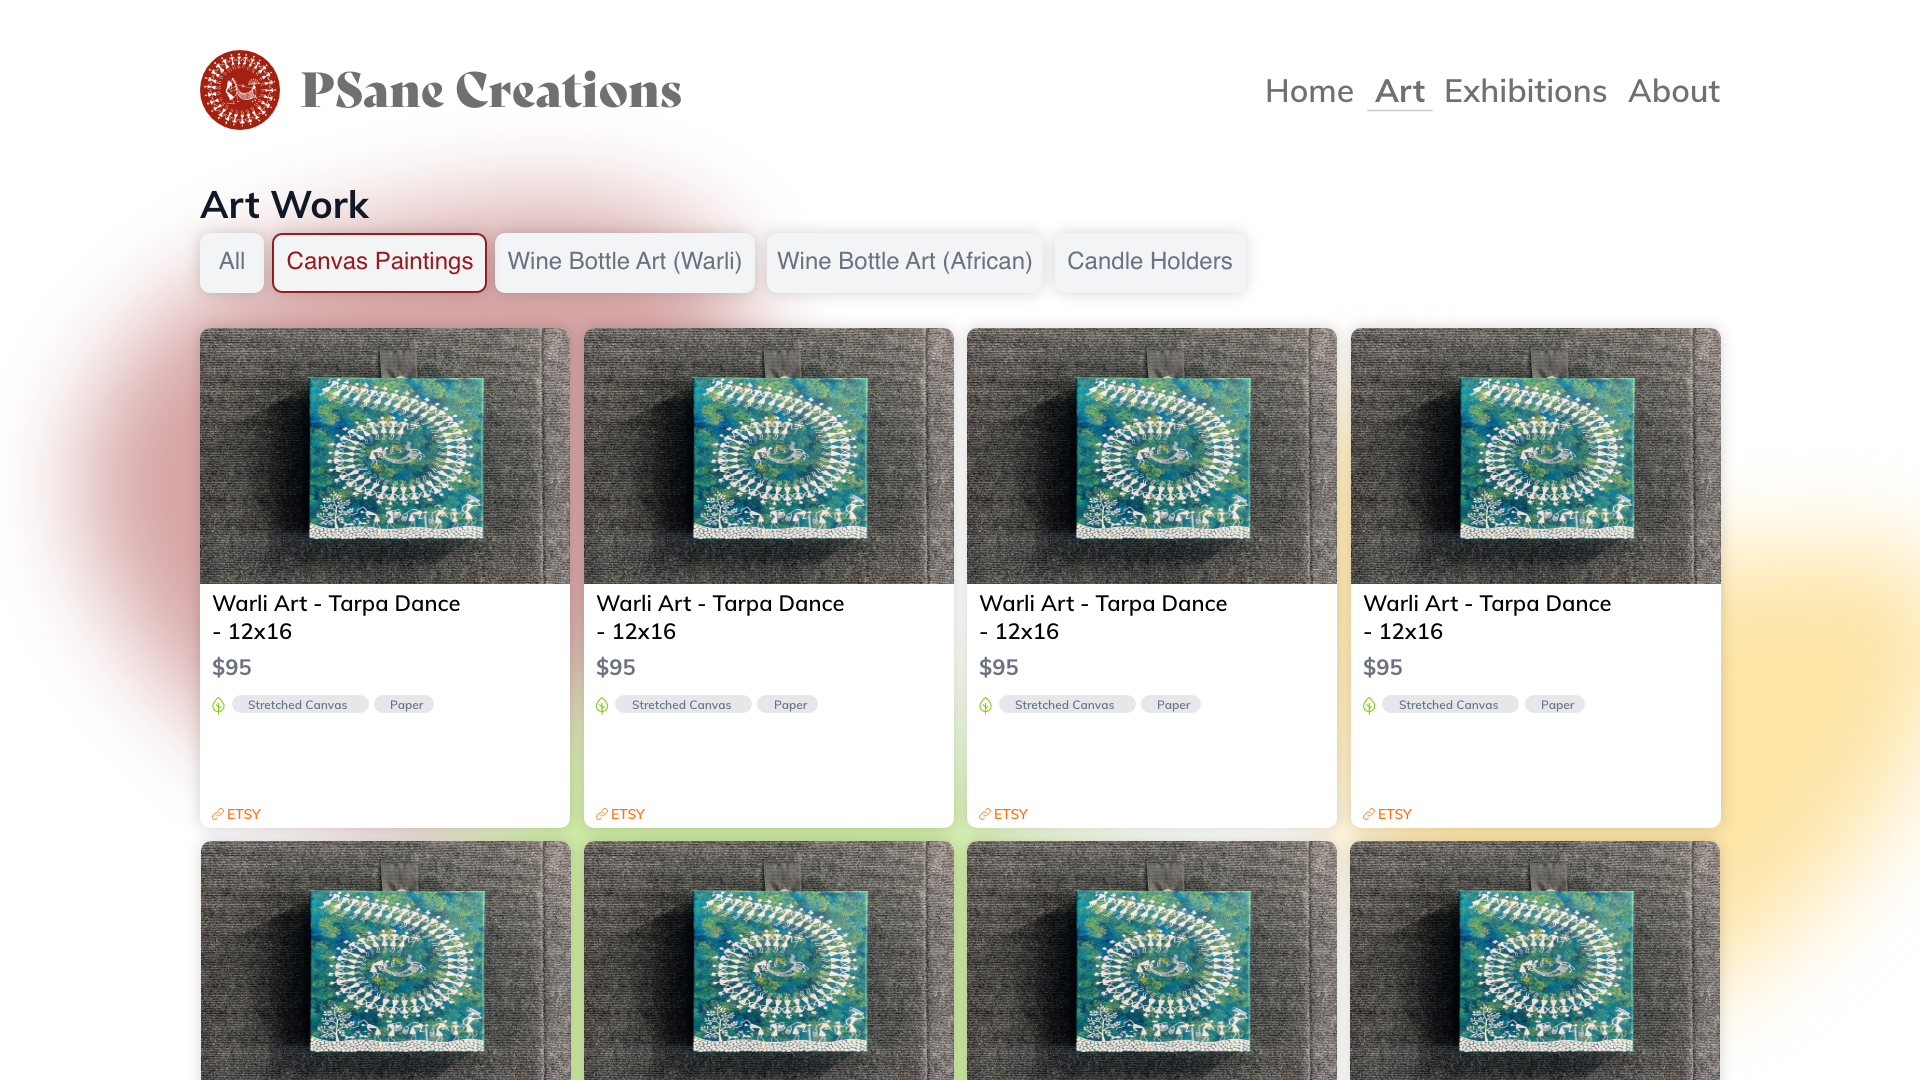 PSane Creations
Home Art Exhibitions About
Art Work
All Canvas Paintings Wine Bottle Art (Warli) Wine Bottle Art (African) Candle Holders
Warli Art - Tarpa Dance
- 12x16
$95
Stretched Canvas Paper
ETSY
Warli Art - Tarpa Dance
- 12x16
$95
Stretched Canvas Paper
ETSY
Warli Art - Tarpa Dance
- 12x16
$95
Stretched Canvas Paper
ETSY
Warli Art - Tarpa Dance
- 12x16
$95
Stretched Canvas Paper
ETSY